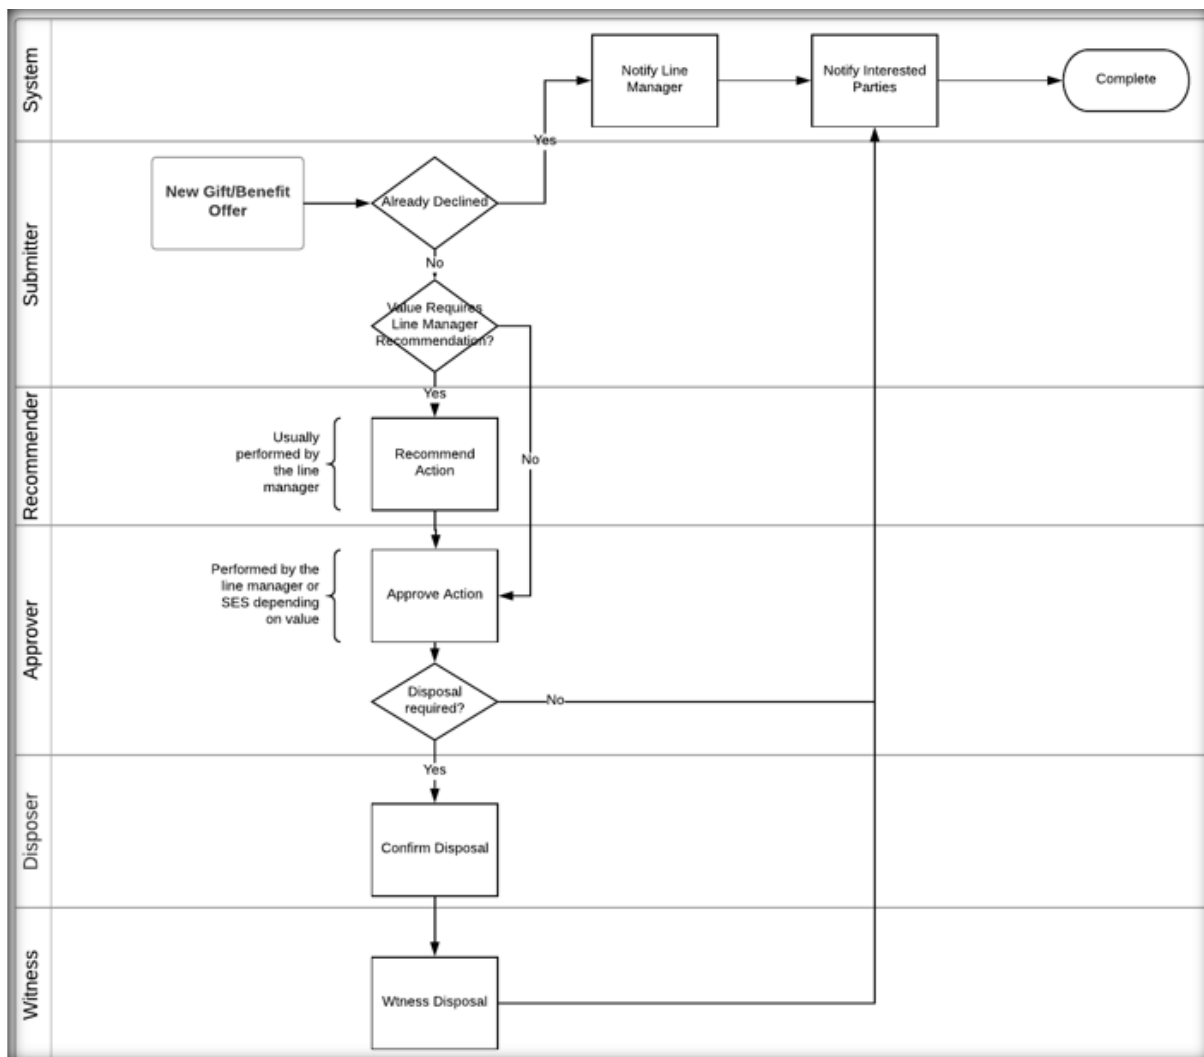 System
Notify Line
Manager
Notify Interested
Parties
Complete
Yes
Submitter
New Gift/Benefit
Offer
Already Declined
No
Value Requires
Line Manager
Recommendation?
Yes
Recommender
Usually
performed by
the line
manager
Recommend
Action
No
Approver
Performed by the
line manager or
SES depending
on value
Approve Action
Disposal
required?
No
Yes
Disposer
Confirm Disposal
Witness
Wtness Disposal